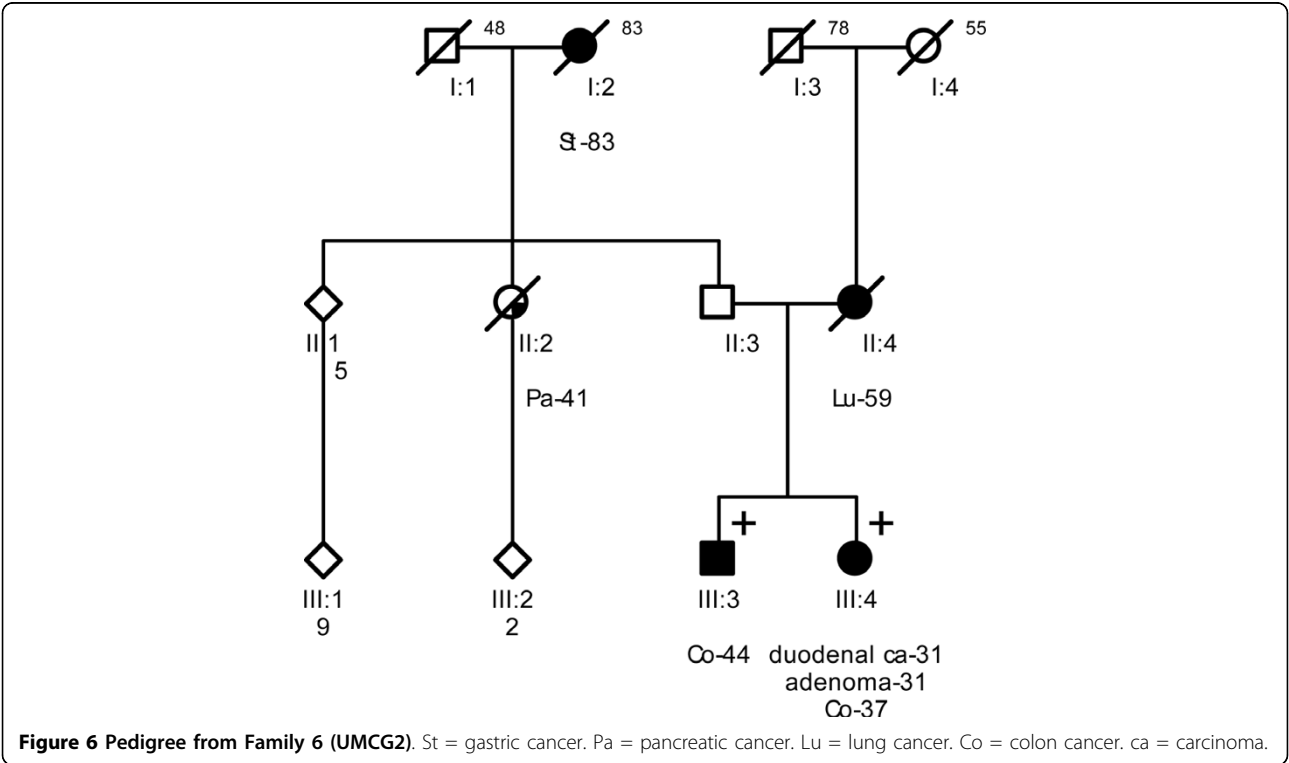 48 83 78 55
I:1 I:2 I:3 I:4
St-83
II:1 II:2 II:3 II:4
5
Pa-41 Lu-59
+ +
III:1 III:2 III:3 III:4
9 2
Co-44 duodenal ca-31
adenoma-31
Co-37
Figure 6 Pedigree from Family 6 (UMCG2). St = gastric cancer. Pa = pancreatic cancer. Lu = lung cancer. Co = colon cancer. ca = carcinoma.